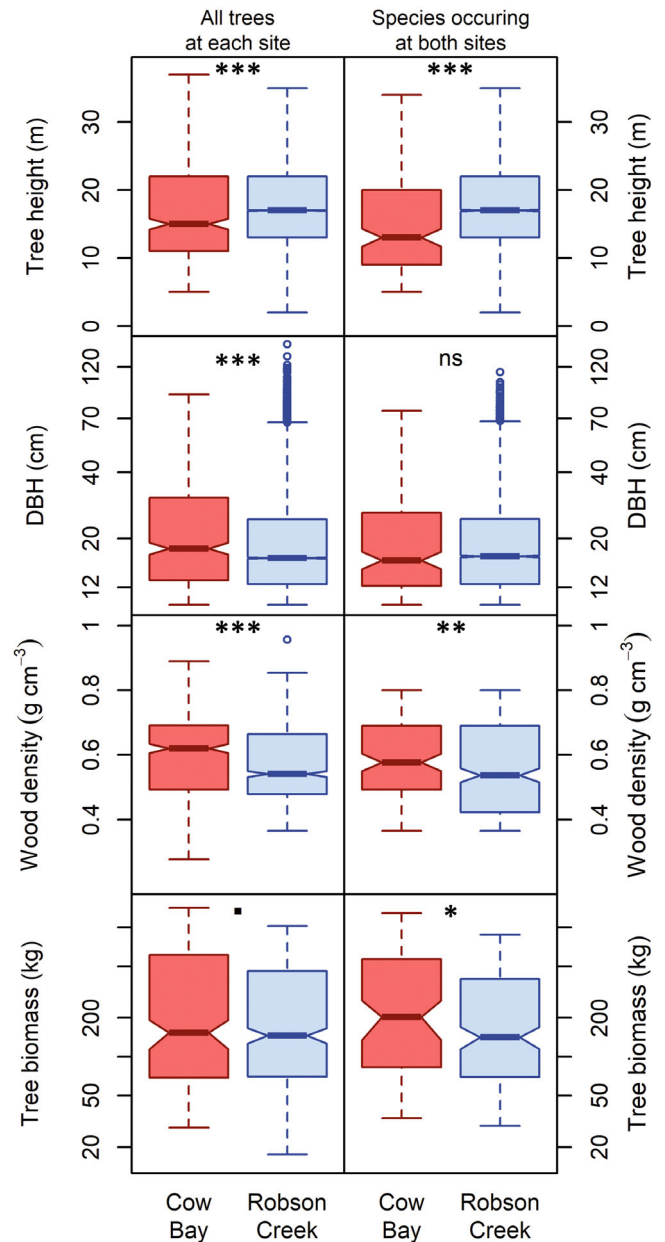 All trees
at each site
Species occuring
at both sites
Tree height (m)
30
20
10
0
***
***
30
20
10
0
Tree height (m)
DBH (cm)
120
70
40
20
12
***
ns
120
70
40
20
12
DBH (cm)
Wood density (g cm−3)
1
0.8
0.6
0.4
***
**
1
0.8
0.6
0.4
Wood density (g cm−3)
Tree biomass (kg)
200
50
20
.
*
200
50
20
Tree biomass (kg)
Cow
Bay
Robson
Creek
Cow
Bay
Robson
Creek